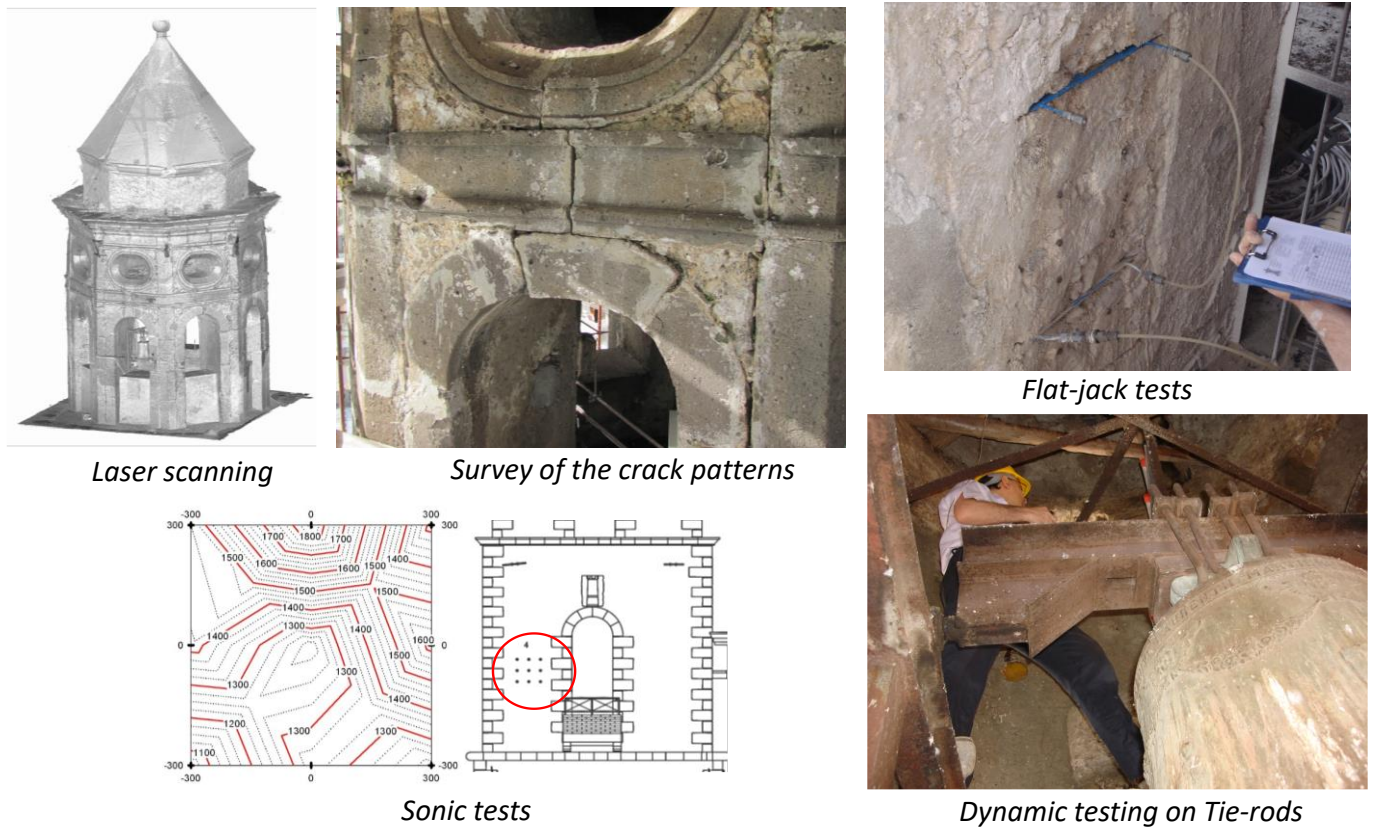 Flat-jack tests
Laser scanning
Survey of the crack patterns
-300 0 300
300 300
1700 1800 1700
1500 1400
1600 1600
1500 1500
1400 1500
1400 1300 1400 1600
0 0
4
1300 1300 1500
1200 1400
1300 1300
1100
-300 -300
-300 0 300
Sonic tests
Dynamic testing on Tie-rods